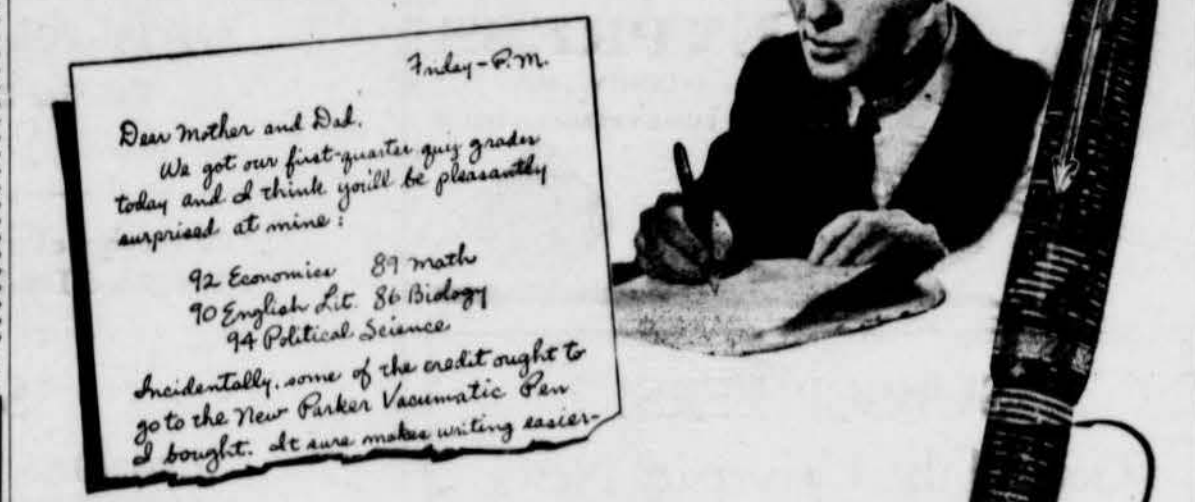 Friday - P.M.
Dear Mother and Dad,
We got our first-quarter quiz grades
today and I think you'll be pleasantly
surprised at mine:
92 Economics 89 Math
90 English Lit. 86 Biology
94 Political Science
Incidentally, some of the credit ought to
go to the New Parker Vacumatic Pen
I bought. It sure makes writing easier-